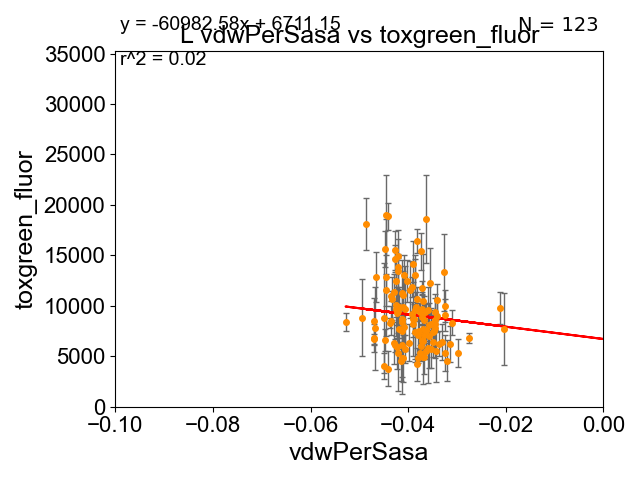 y = -60982.58x + 6711.15
N = 123
L vdwPerSasa vs toxgreen_fluor
r^2 = 0.02
35000
30000
25000
20000
15000
10000
5000
0
toxgreen_fluor
−0.10
−0.08
−0.06
−0.04
−0.02
0.00
vdwPerSasa